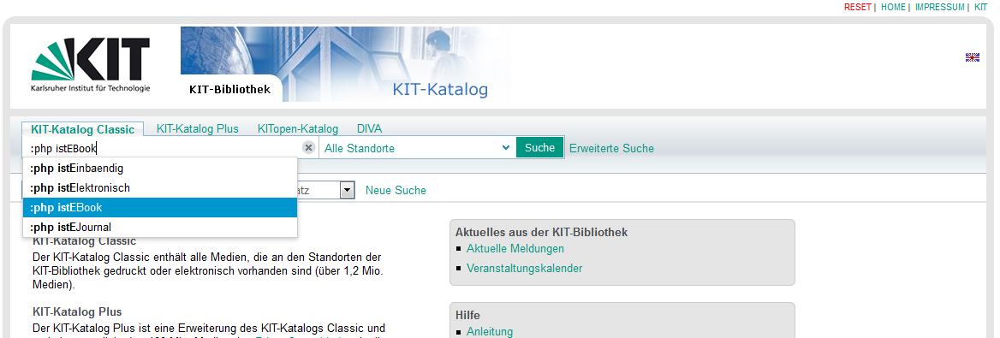 RESET | HOME | IMPRESSUM | KIT
KIT
Karlsruher Institut für Technologie
KIT-Bibliothek
KIT-Katalog
KIT-Katalog Classic KIT-Katalog Plus KITopen-Katalog DIVA
:php istEBook Alle Standorte Suche Erweiterte Suche
:php istEinbaendig
:php istElektronisch
Neue Suche
:php istEBook
:php istEJournal
KIT-Katalog Classic
Der KIT-Katalog Classic enthält alle Medien, die an den Standorten der
KIT-Bibliothek gedruckt oder elektronisch vorhanden sind (über 1,2 Mio.
Medien).
KIT-Katalog Plus
Der KIT-Katalog Plus ist eine Erweiterung des KIT-Katalogs Classic und
Aktuelles aus der KIT-Bibliothek
Aktuelle Meldungen
Veranstaltungskalender
Hilfe
Anleitung